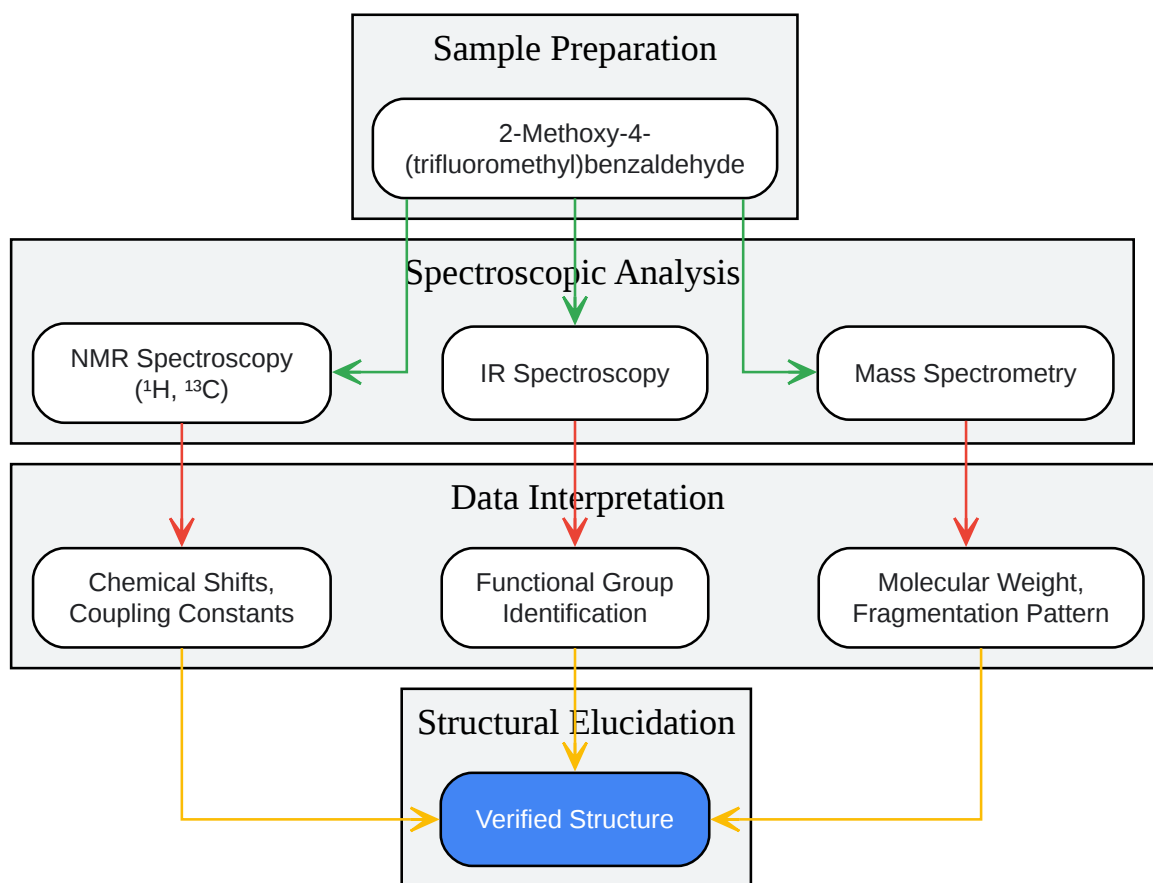 Sample Preparation
2-Methoxy-4-
(trifluoromethyl)benzaldehyde
Spectroscopic Analysis
NMR Spectroscopy
(¹H, ¹³C)
IR Spectroscopy
Mass Spectrometry
Data Interpretation
Chemical Shifts,
Coupling Constants
Functional Group
Identification
Molecular Weight,
Fragmentation Pattern
Structural Elucidation
Verified Structure